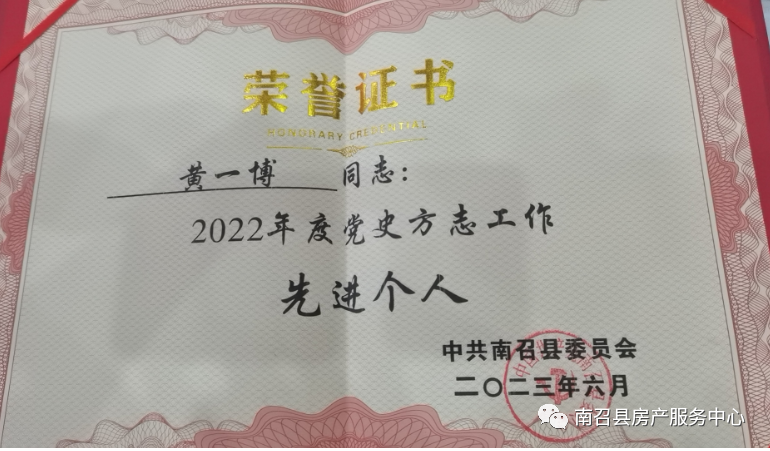 荣誉证书
HONORARY CREDENTIAL
黄一博 同志：
2022年度党史方志工作
先进个人
中共南召县委员会
二〇二三年六月
南召县房产服务中心